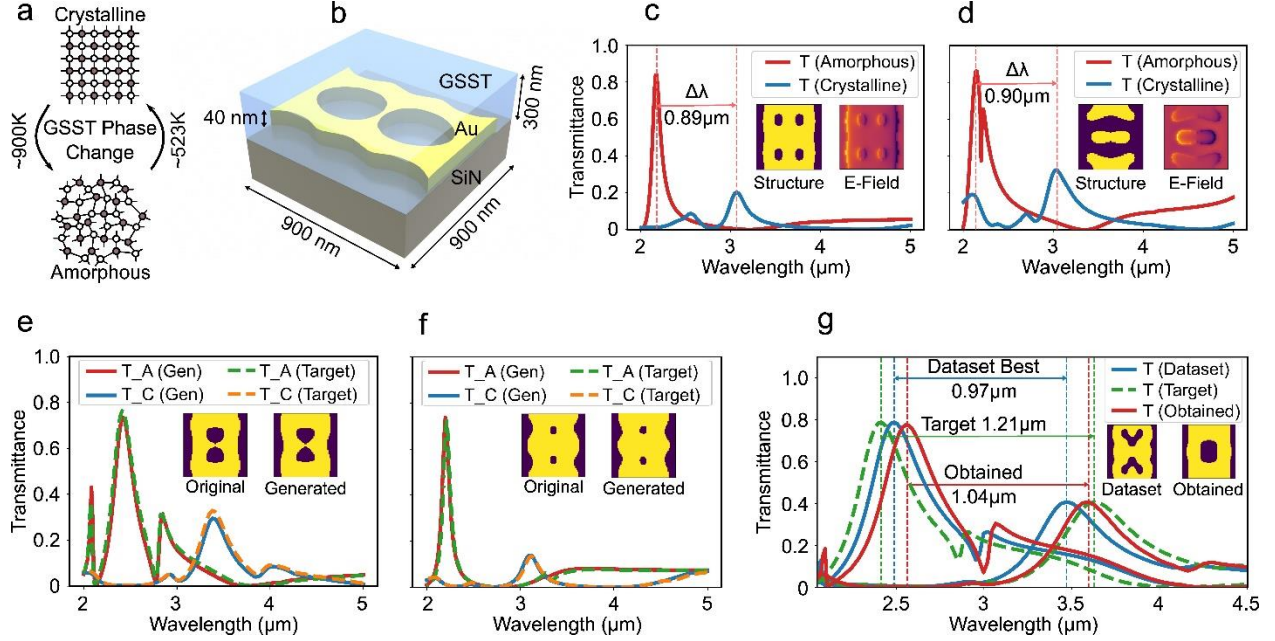 a
Crystalline
~900K
GSST Phase
Change
~523K
Amorphous
b
GSST
40 nm
Au
300 nm
SiN
900 nm
900 nm
c
Transmittance
1.0
0.8
0.6
0.4
0.2
0.0
T (Amorphous)
T (Crystalline)
Δλ
0.89μm
Structure
E-Field
2 3 4 5
Wavelength (μm)
d
T (Amorphous)
T (Crystalline)
Δλ
0.90μm
Structure
E-Field
2 3 4 5
Wavelength (μm)
e
Transmittance
1.0
0.8
0.6
0.4
0.2
0.0
T_A (Gen) T_A (Target)
T_C (Gen) T_C (Target)
Original
Generated
2 3 4 5
Wavelength (μm)
f
T_A (Gen) T_A (Target)
T_C (Gen) T_C (Target)
Original
Generated
2 3 4 5
Wavelength (μm)
g
Transmittance
1.0
0.8
0.6
0.4
0.2
0.0
Dataset Best
0.97μm
Target 1.21μm
Obtained
1.04μm
T (Dataset)
T (Target)
T (Obtained)
Dataset
Obtained
2.5 3 3.5 4 4.5
Wavelength (μm)